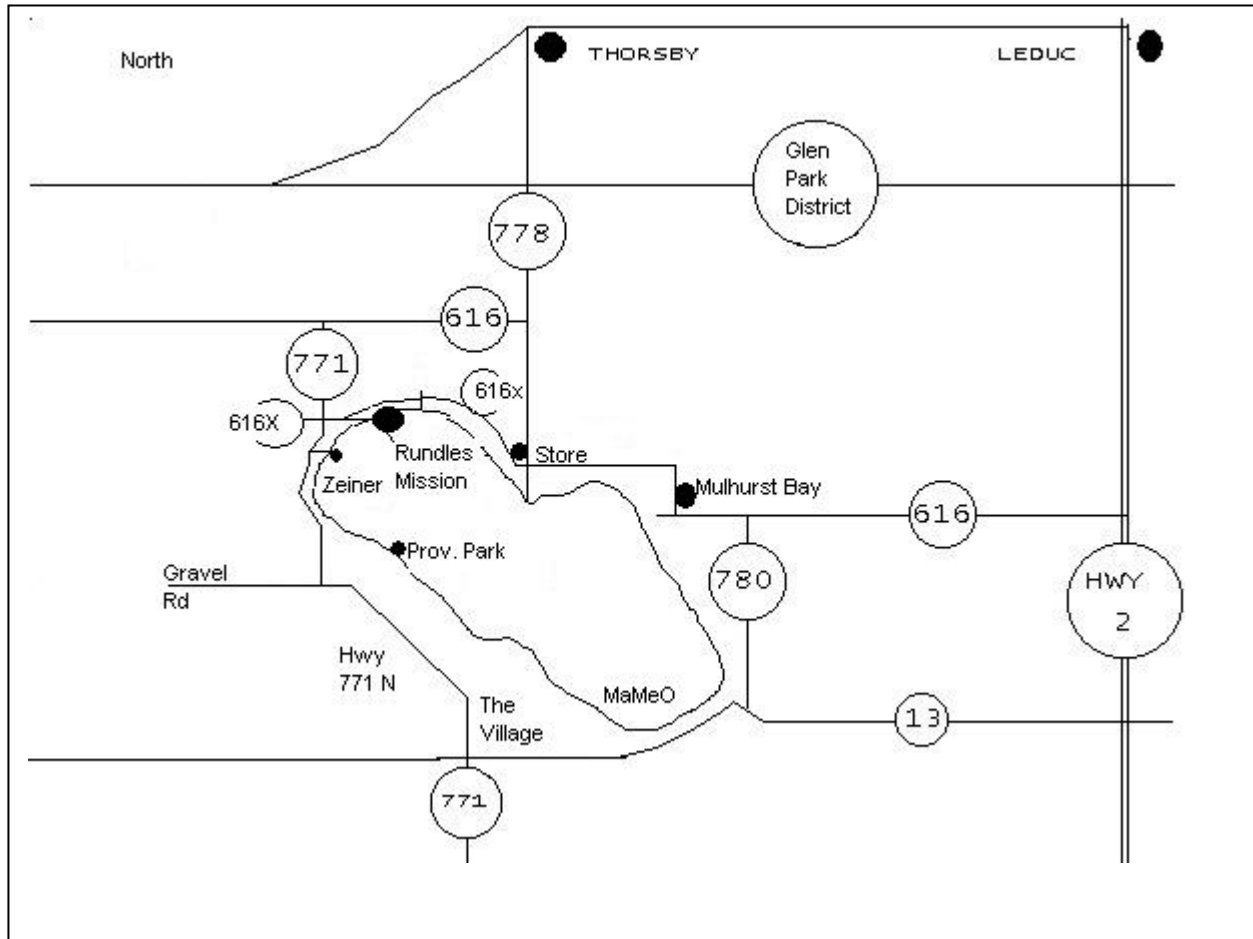 North
THORSBY
LEDUC
Glen
Park
District
778
616
771
616x
616X
Rundles
Mission
Store
Zeiner
Mulhurst Bay
616
Prov. Park
780
Gravel
Rd
HWY
2
Hwy
771 N
MaMeO
The
Village
13
771